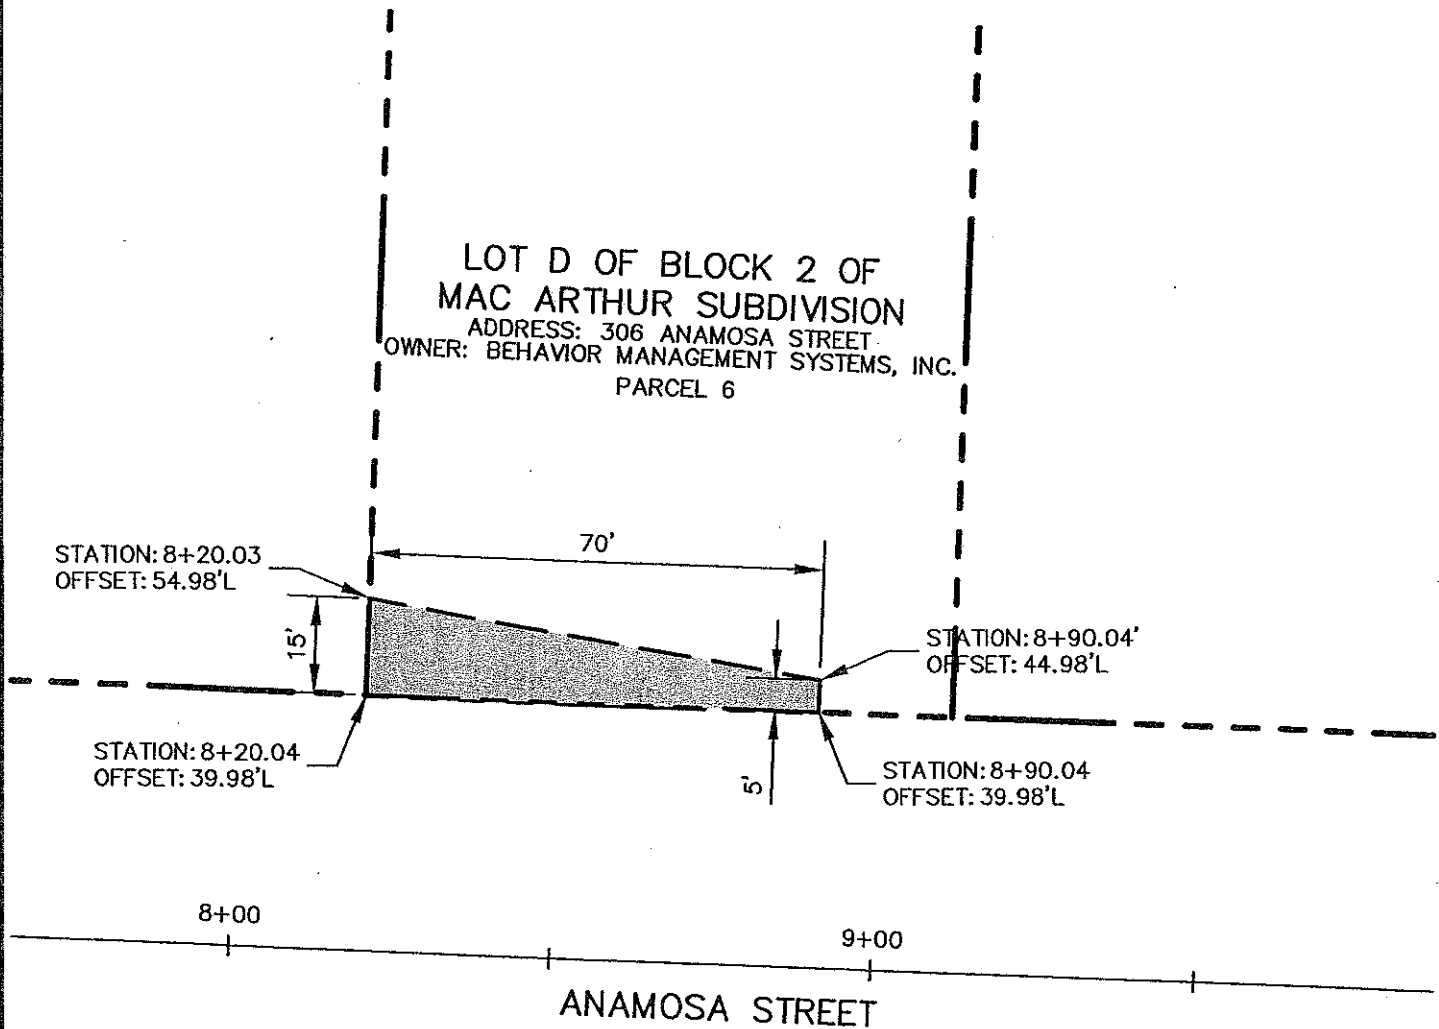 LOT D OF BLOCK 2 OF
MAC ARTHUR SUBDIVISION
ADDRESS: 306 ANAMOSA STREET
OWNER: BEHAVIOR MANAGEMENT SYSTEMS, INC.
PARCEL 6
70'
STATION: 8+20.03
OFFSET: 54.98'L
15'
STATION: 8+90.04'
OFFSET: 44.98'L
STATION: 8+20.04
OFFSET: 39.98'L
5'
STATION: 8+90.04
OFFSET: 39.98'L
8+00
9+00
ANAMOSA STREET